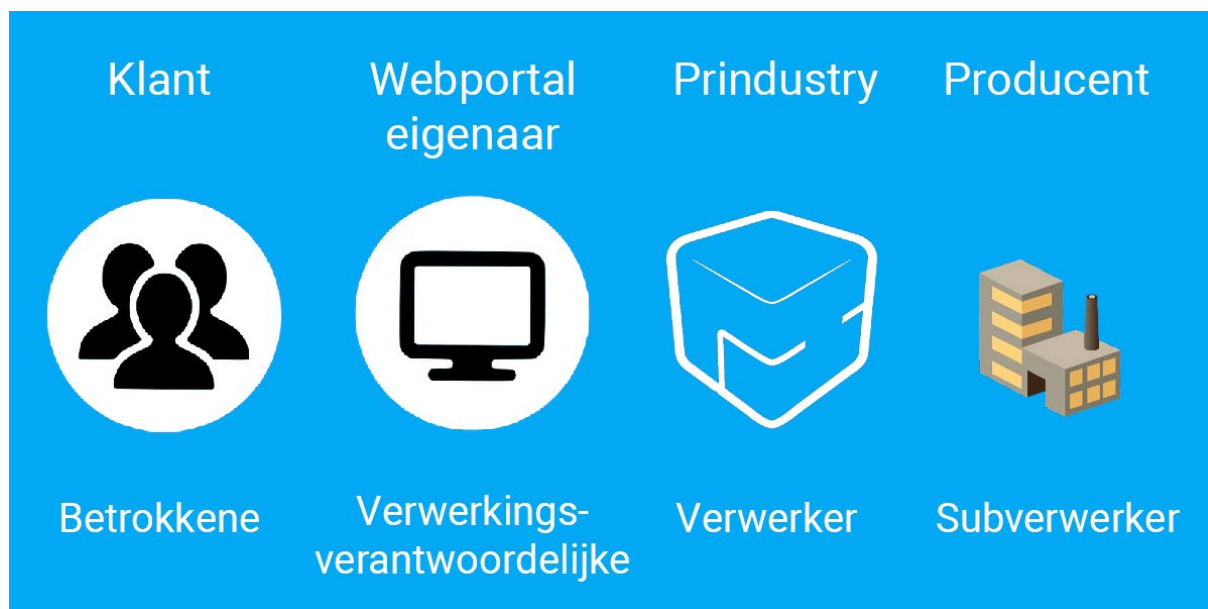 Klant
Webportal
eigenaar
Prindustry
Producent
Betrokkene
Verwerkings-
verantwoordelijke
Verwerker
Subverwerker